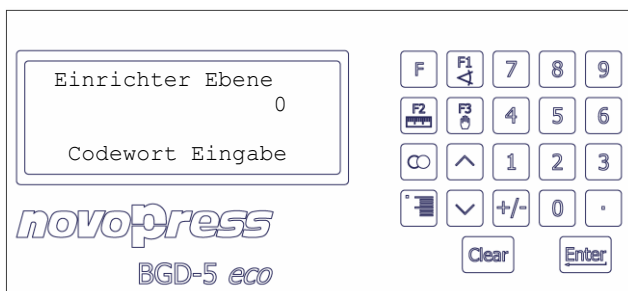 Einrichter Ebene
0
Codewort Eingabe
novopress
BGD-5 eco
F F1 7 8 9
F2 F3 4 5 6
1 2 3
+/- 0 .
Clear Enter